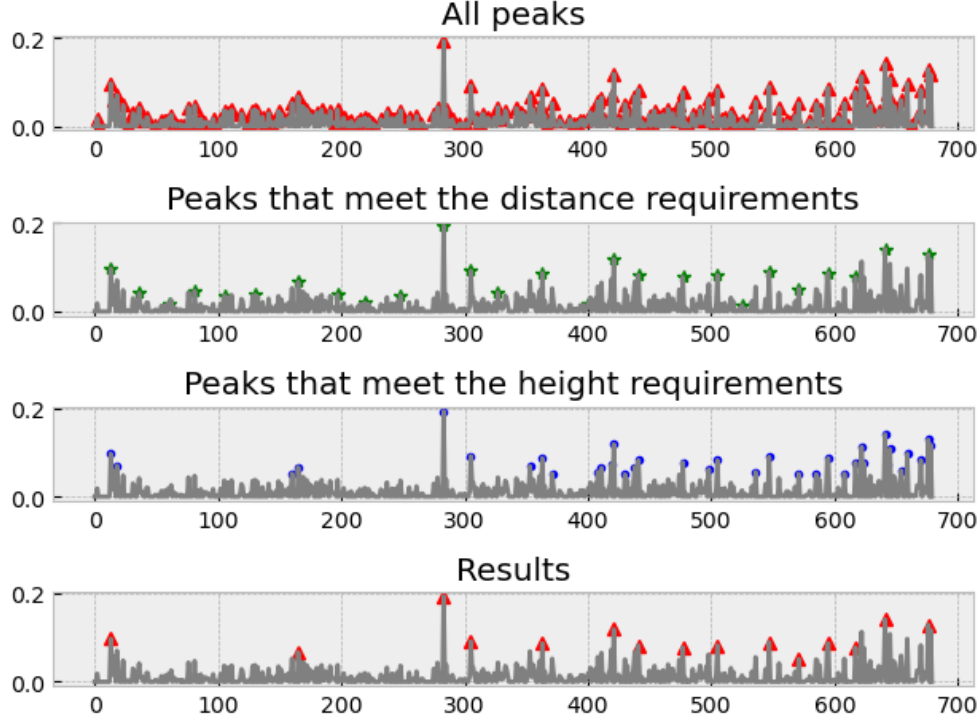 All peaks
0.2
0.0
0 100 200 300 400 500 600 700
Peaks that meet the distance requirements
0.2
0.0
0 100 200 300 400 500 600 700
Peaks that meet the height requirements
0.2
0.0
0 100 200 300 400 500 600 700
Results
0.2
0.0
0 100 200 300 400 500 600 700